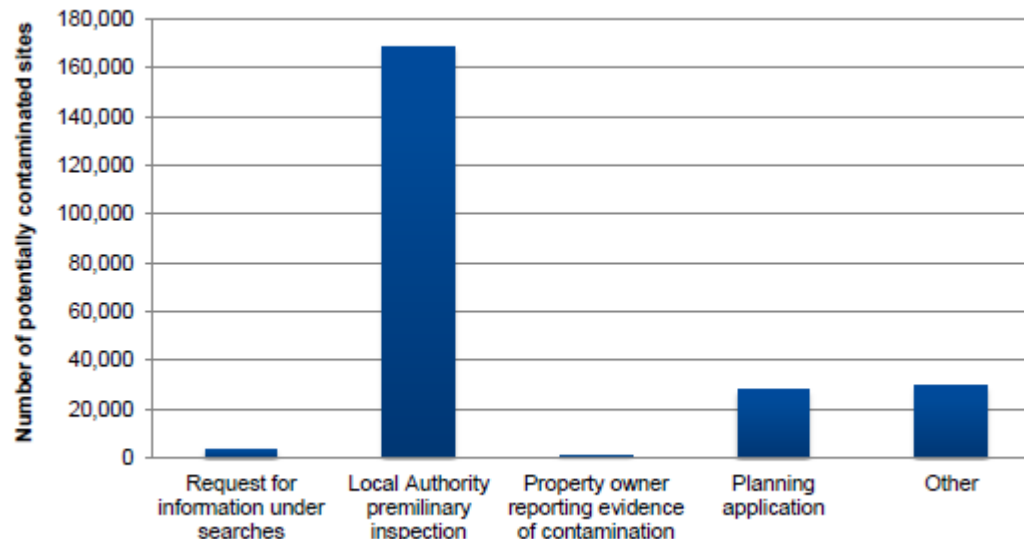 Number of potentially contaminated sites
180,000
160,000
140,000
120,000
100,000
80,000
60,000
40,000
20,000
0
Request for
information under
searches
Local Authority
premilinary
inspection
Property owner
reporting evidence
of contamination
Planning
application
Other